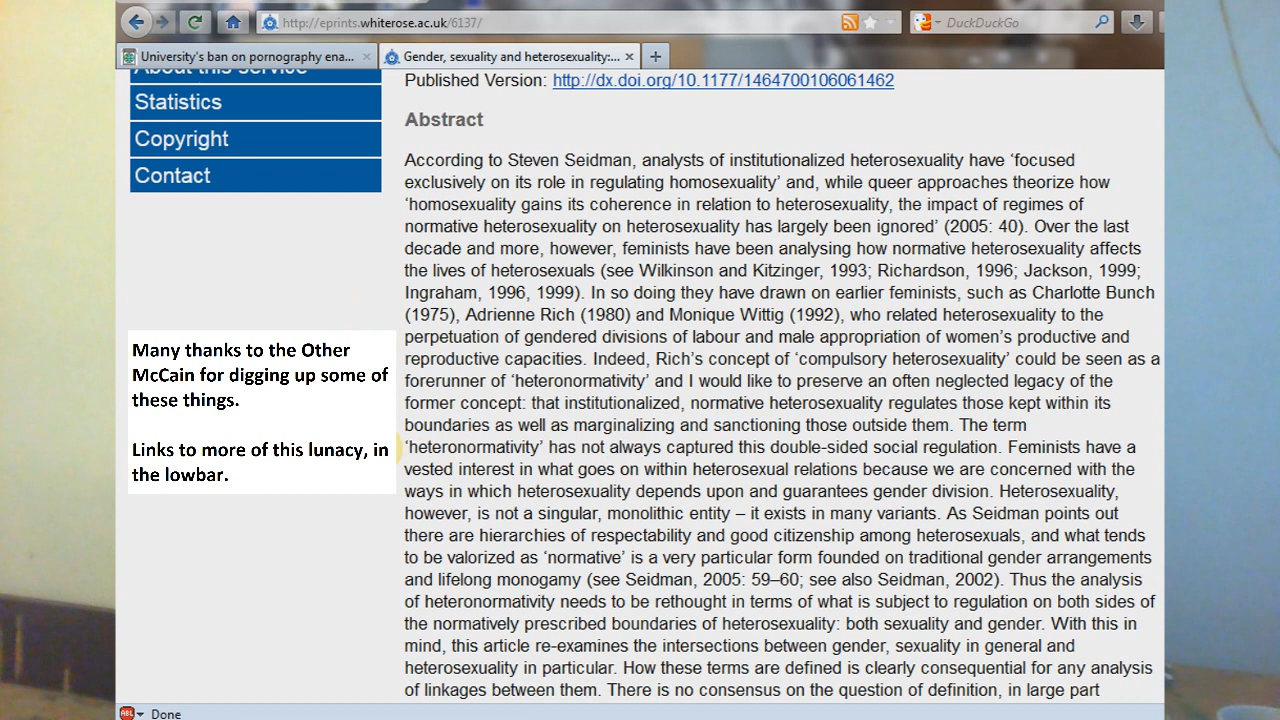 http://eprints.whiterose.ac.uk/6137/
DuckDuckGo
University's ban on pornography ena...
Gender, sexuality and heterosexuality:...
About this service
Statistics
Copyright
Contact
Published Version: http://dx.doi.org/10.1177/1464700106061462
Abstract
According to Steven Seidman, analysts of institutionalized heterosexuality have ‘focused
exclusively on its role in regulating homosexuality’ and, while queer approaches theorize how
‘homosexuality gains its coherence in relation to heterosexuality, the impact of regimes of
normative heterosexuality on heterosexuality has largely been ignored’ (2005: 40). Over the last
decade and more, however, feminists have been analysing how normative heterosexuality affects
the lives of heterosexuals (see Wilkinson and Kitzinger, 1993; Richardson, 1996; Jackson, 1999;
Ingraham, 1996, 1999). In so doing they have drawn on earlier feminists, such as Charlotte Bunch
(1975), Adrienne Rich (1980) and Monique Wittig (1992), who related heterosexuality to the
perpetuation of gendered divisions of labour and male appropriation of women’s productive and
reproductive capacities. Indeed, Rich’s concept of ‘compulsory heterosexuality’ could be seen as a
forerunner of ‘heteronormativity’ and I would like to preserve an often neglected legacy of the
former concept: that institutionalized, normative heterosexuality regulates those kept within its
boundaries as well as marginalizing and sanctioning those outside them. The term
‘heteronormativity’ has not always captured this double-sided social regulation. Feminists have a
vested interest in what goes on within heterosexual relations because we are concerned with the
ways in which heterosexuality depends upon and guarantees gender division. Heterosexuality,
however, is not a singular, monolithic entity – it exists in many variants. As Seidman points out
there are hierarchies of respectability and good citizenship among heterosexuals, and what tends
to be valorized as ‘normative’ is a very particular form founded on traditional gender arrangements
and lifelong monogamy (see Seidman, 2005: 59–60; see also Seidman, 2002). Thus the analysis
of heteronormativity needs to be rethought in terms of what is subject to regulation on both sides of
the normatively prescribed boundaries of heterosexuality: both sexuality and gender. With this in
mind, this article re-examines the intersections between gender, sexuality in general and
heterosexuality in particular. How these terms are defined is clearly consequential for any analysis
of linkages between them. There is no consensus on the question of definition, in large part
Many thanks to the Other
McCain for digging up some of
these things.
Links to more of this lunacy, in
the lowbar.
ABL
Done